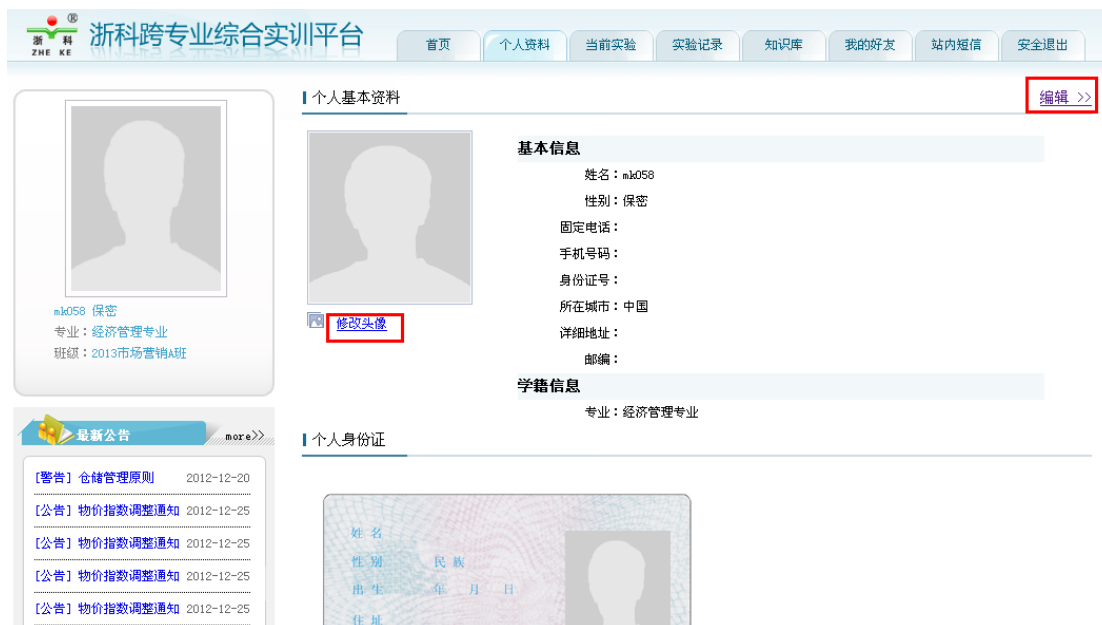 浙科 ZHE KE ® 浙科跨专业综合实训平台
首页 个人资料 当前实验 实验记录 知识库 我的好友 站内短信 安全退出
mk058 保密
专业：经济管理专业
班级：2013市场营销A班
最新公告 more>>
[警告] 仓储管理原则 2012-12-20
[公告] 物价指数调整通知 2012-12-25
[公告] 物价指数调整通知 2012-12-25
[公告] 物价指数调整通知 2012-12-25
[公告] 物价指数调整通知 2012-12-25
个人基本资料 编辑 >>
修改头像
基本信息
姓名：mk058
性别：保密
固定电话：
手机号码：
身份证号：
所在城市：中国
详细地址：
邮编：
学籍信息
专业：经济管理专业
个人身份证
姓 名
性 别 民 族
出 生 年 月 日
住 址